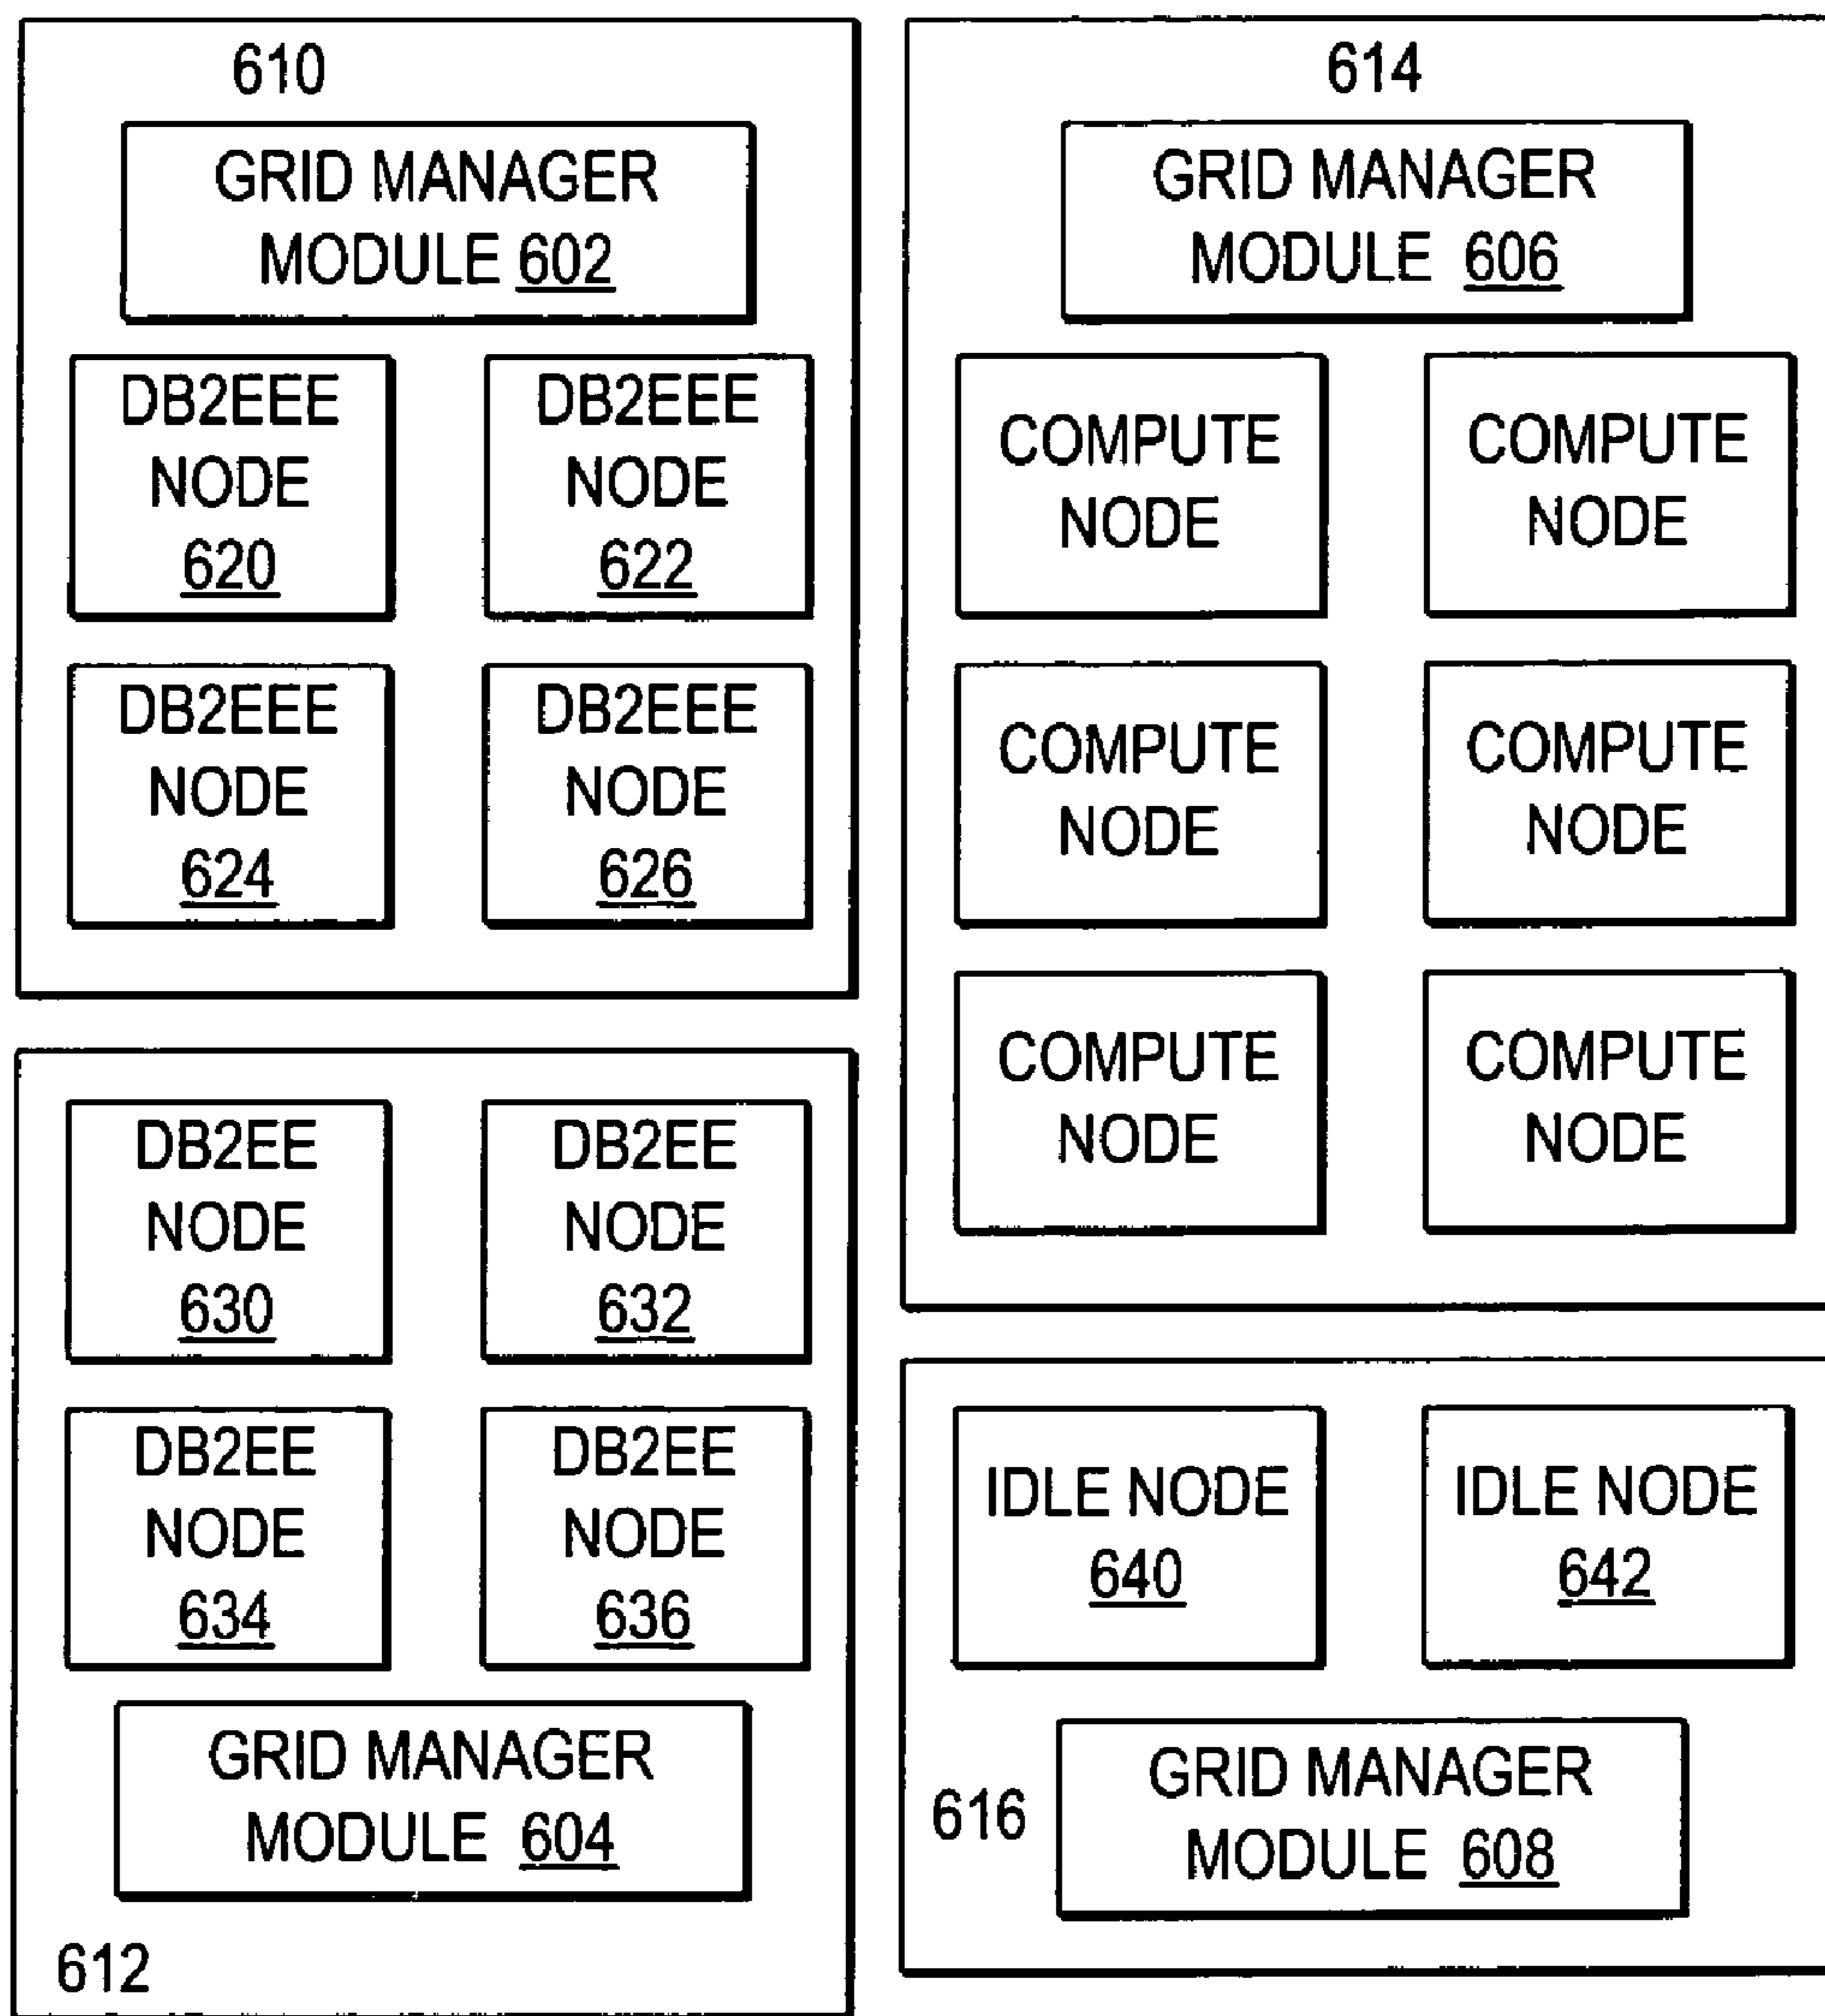 610
GRID MANAGER
MODULE 602
DB2EEE
NODE
620
DB2EEE
NODE
622
DB2EEE
NODE
624
DB2EEE
NODE
626
614
GRID MANAGER
MODULE 606
COMPUTE
NODE
COMPUTE
NODE
COMPUTE
NODE
COMPUTE
NODE
COMPUTE
NODE
COMPUTE
NODE
DB2EE
NODE
630
DB2EE
NODE
632
DB2EE
NODE
634
DB2EE
NODE
636
GRID MANAGER
MODULE 604
612
IDLE NODE
640
IDLE NODE
642
616
GRID MANAGER
MODULE 608